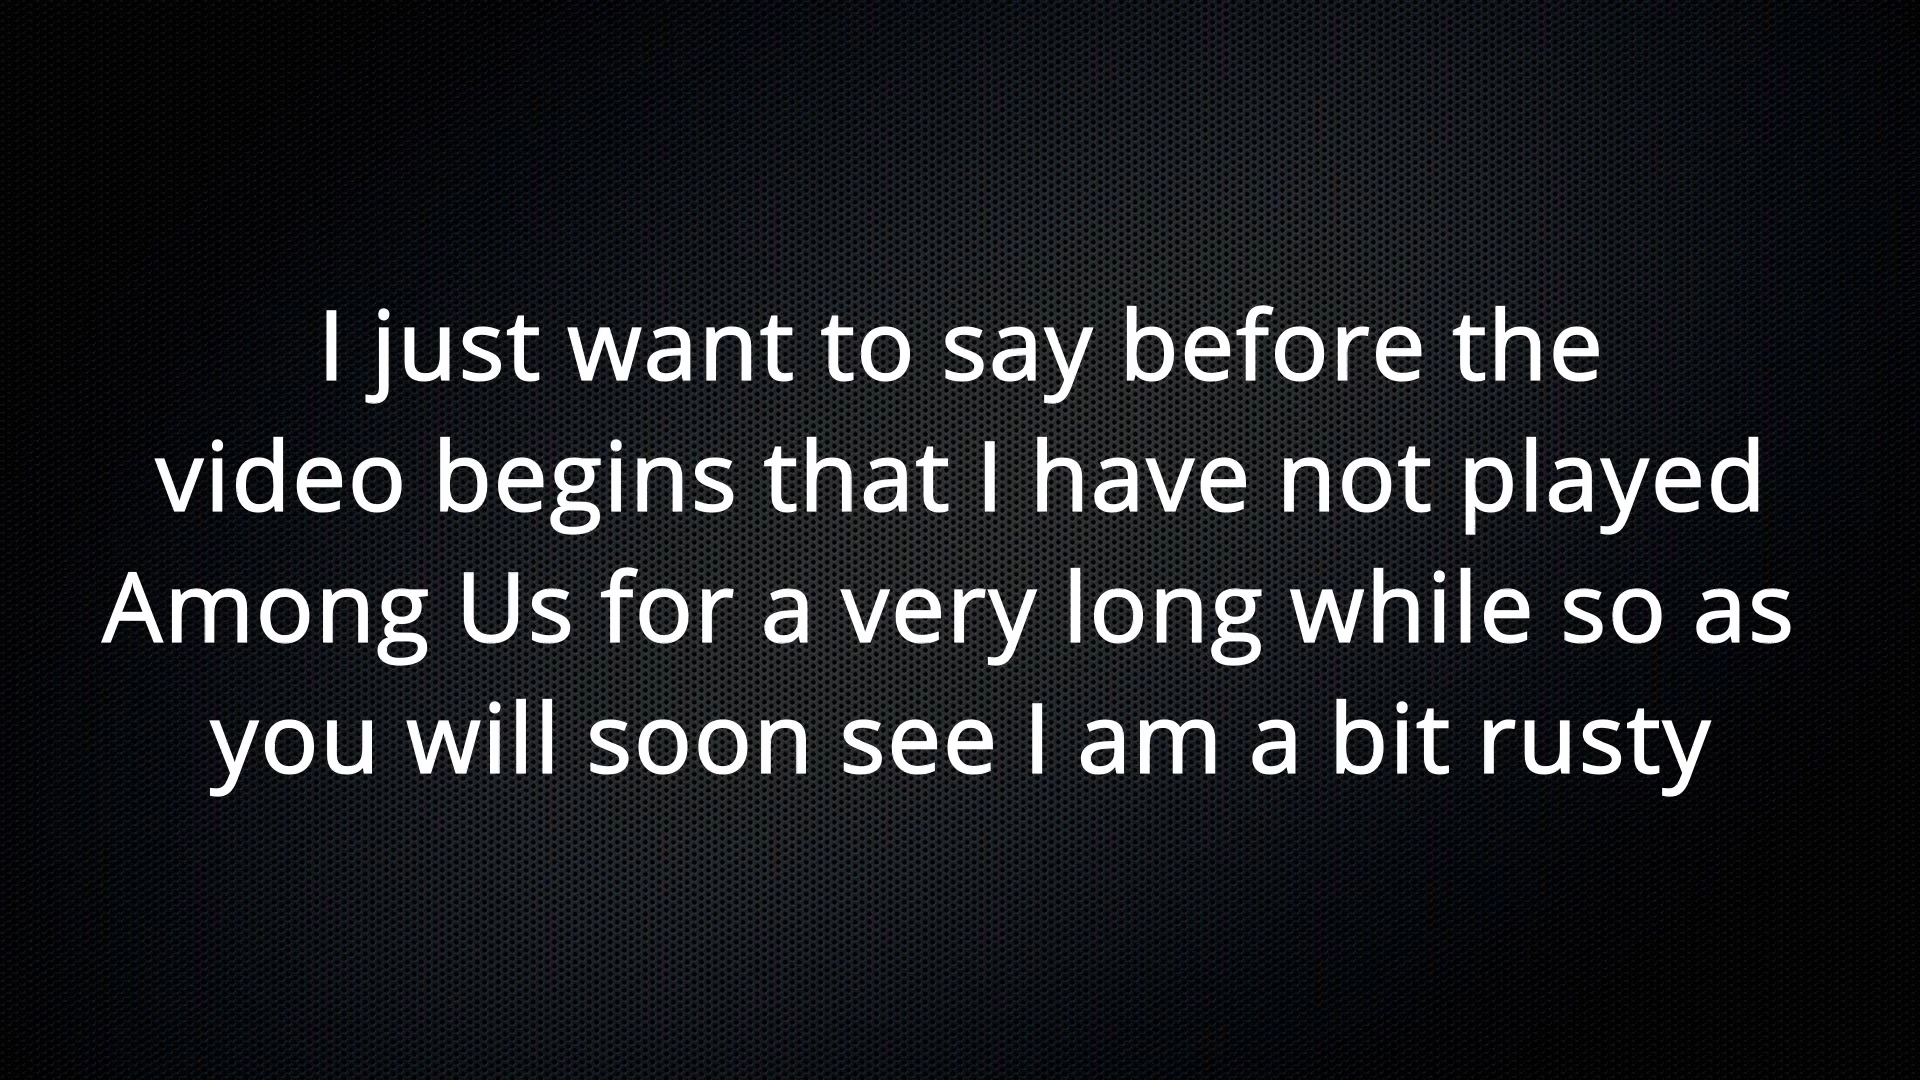 I just want to say before the
video begins that I have not played
Among Us for a very long while so as
you will soon see I am a bit rusty